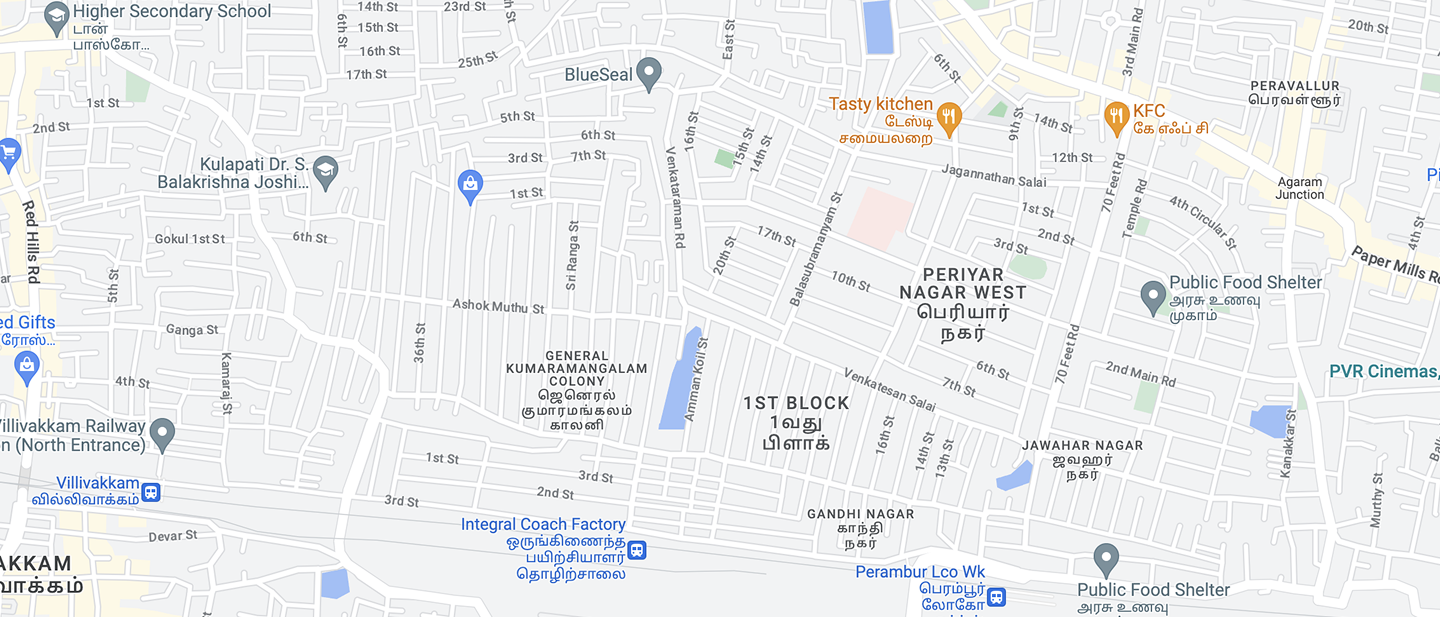 Higher Secondary School
டான்
பாஸ்கோ...
6th St
14th St
15th St
16th St
17th St
23rd St
25th St
East St
BlueSeal
5th St
6th St
3rd St
7th St
1st St
1st St
2nd St
Kulapati Dr. S.
Balakrishna Joshi...
Red Hills Rd
Gokul 1st St
6th St
5th St
Ganga St
Kamaraj St
4th St
36th St
Sri Ranga St
Ashok Muthu St
Venkataraman Rd
16th St
15th St
14th St
20th St
17th St
10th St
Balasubramanyam St
Tasty kitchen
டேஸ்டி
சமையலறை
6th St
9th St
14th St
12th St
3rd Main Rd
KFC
கே எஃப் சி
Jagannathan Salai
70 Feet Rd
Temple Rd
1st St
2nd St
3rd St
4th Circular St
20th St
PERAVALLUR
பெரவள்ளூர்
Agaram
Junction
4th St
Paper Mills Rd
PERIYAR
NAGAR WEST
பெரியார்
நகர்
Public Food Shelter
அரசு உணவு
முகாம்
70 Feet Rd
2nd Main Rd
PVR Cinemas,
6th St
7th St
Venkatesan Salai
GENERAL
KUMARAMANGALAM
COLONY
ஜெனெரல்
குமாரமங்கலம்
காலனி
Amman Koil St
1ST BLOCK
1வது
பிளாக்
16th St
14th St
13th St
JAWAHAR NAGAR
ஜவஹர்
நகர்
Kanakkar St
Murthy St
ed Gifts
ரோஸ்...
Villivakkam Railway
on (North Entrance)
Villivakkam
வில்லிவாக்கம்
1st St
3rd St
2nd St
3rd St
Devar St
AKKAM
வாக்கம்
Integral Coach Factory
ஒருங்கிணைந்த
பயிற்சியாளர்
தொழிற்சாலை
GANDHI NAGAR
காந்தி
நகர்
Perambur Lco Wk
பெரம்பூர்
லோகோ
Public Food Shelter
அரசு உணவு